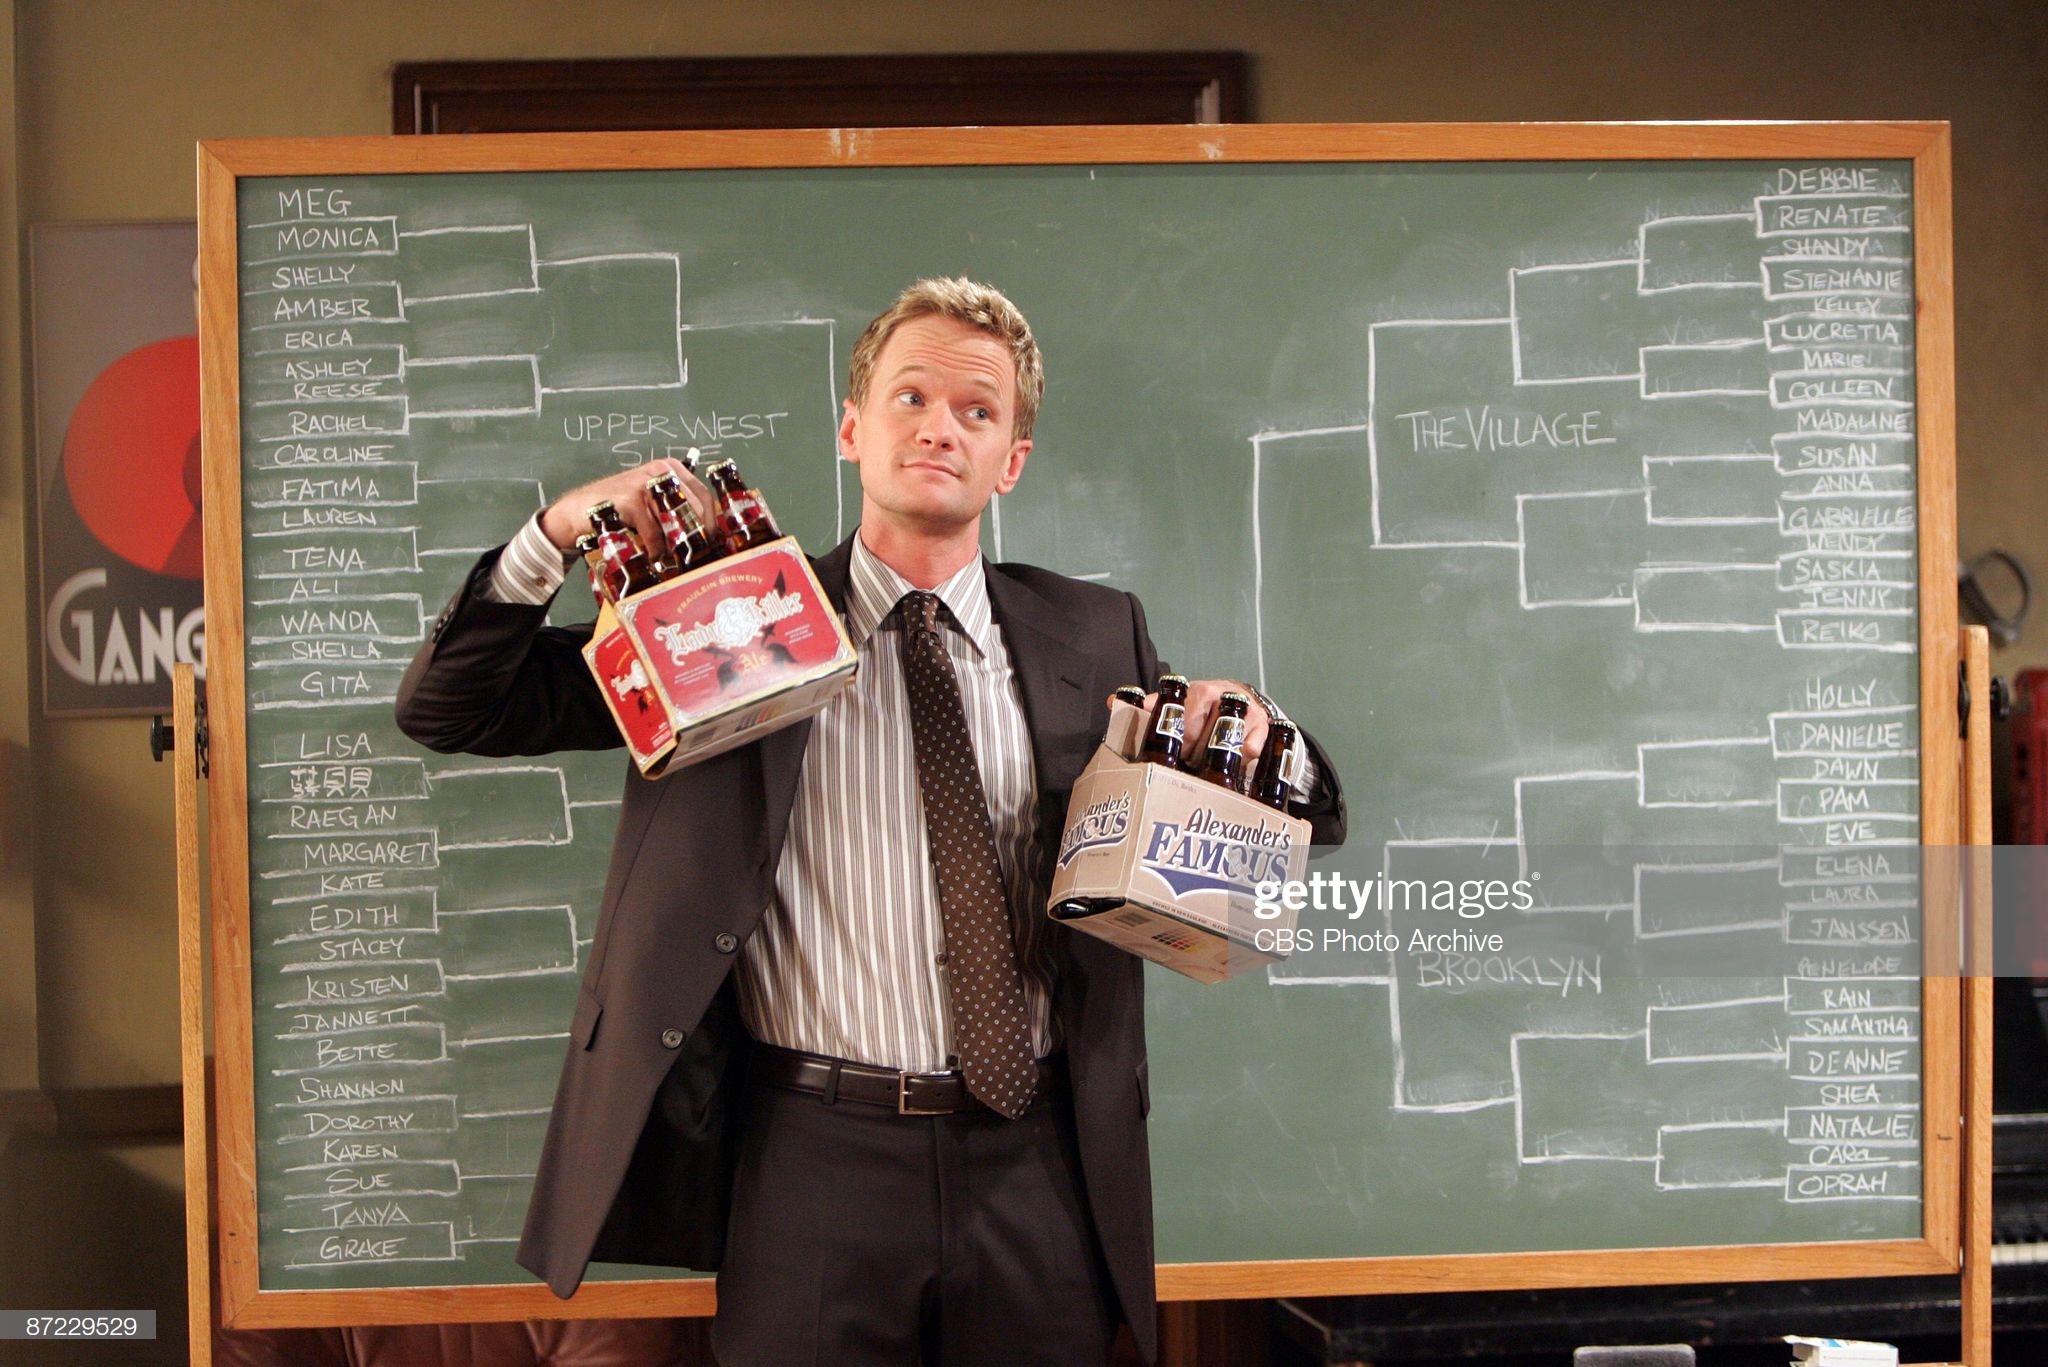 MEG
MONICA
SHELLY
AMBER
ERICA
ASHLEY
REESE
RACHEL
CAROLINE
FATIMA
LAUREN
TENA
ALI
WANDA
SHEILA
GITA
LISA
RAEGAN
MARGARET
KATE
EDITH
STACEY
KRISTEN
JANNETT
BETTE
SHANNON
DOROTHY
KAREN
SUE
TANYA
GRACE
UPPER WEST
SIDE
THE VILLAGE
BROOKLYN
DEBBIE
RENATE
SHANDY
STEPHANIE
KELLEY
LUCRETIA
MARIE
COLLEEN
MADALINE
SUSAN
ANNA
GABRIELLE
WENDY
SASKIA
JENNY
REIKO
HOLLY
DANIELLE
DAWN
PAM
EVE
ELENA
LAURA
JANSSEN
PENELOPE
RAIN
SAMANTHA
DEANNE
SHEA
NATALIE
CAROL
OPRAH
GANG
FRAULEIN BREWERY
Lady Killer
Ale
Alexander's
FAMOUS
Alexander's
FAMOUS
gettyimages®
CBS Photo Archive
87229529